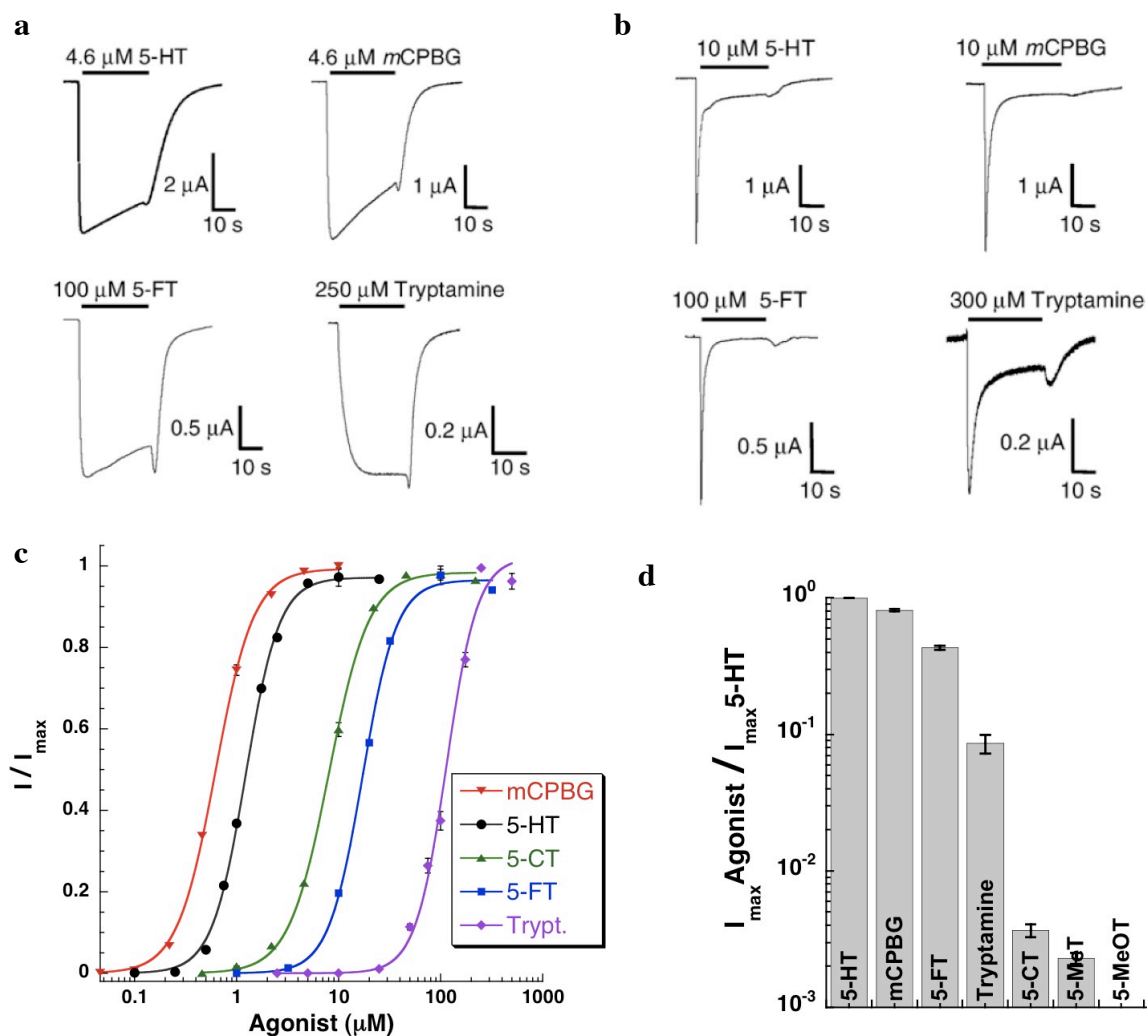 a
4.6 μM 5-HT
4.6 μM mCPBG
2 μA
10 s
1 μA
10 s
100 μM 5-FT
250 μM Tryptamine
0.5 μA
10 s
0.2 μA
10 s
b
10 μM 5-HT
10 μM mCPBG
1 μA
10 s
1 μA
10 s
100 μM 5-FT
300 μM Tryptamine
0.5 μA
10 s
0.2 μA
10 s
c
I / Imax
1
0.8
0.6
0.4
0.2
0
0.1 1 10 100 1000
Agonist (μM)
mCPBG
5-HT
5-CT
5-FT
Trypt.
d
Imax Agonist / Imax 5-HT
10^0
10^-1
10^-2
10^-3
5-HT
mCPBG
5-FT
Tryptamine
5-CT
5-MeT
5-MeOT